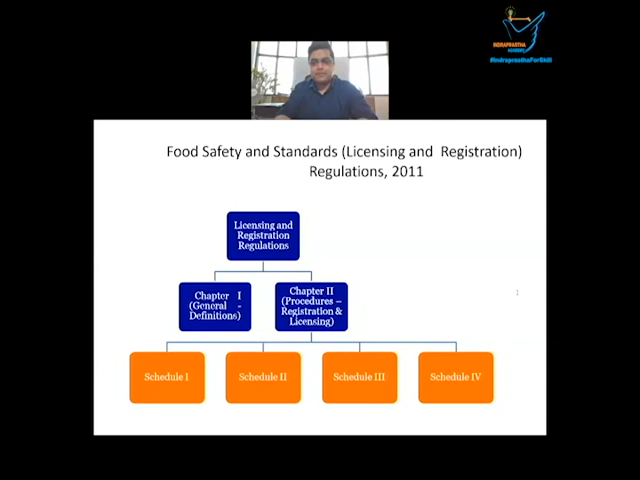 INDRAPRASTHA
ACADEMY
#IndraprasthaForSkill
Food Safety and Standards (Licensing and Registration)
Regulations, 2011
Licensing and
Registration
Regulations
Chapter I
(General -
Definitions)
Chapter II
(Procedures –
Registration &
Licensing)
Schedule I
Schedule II
Schedule III
Schedule IV